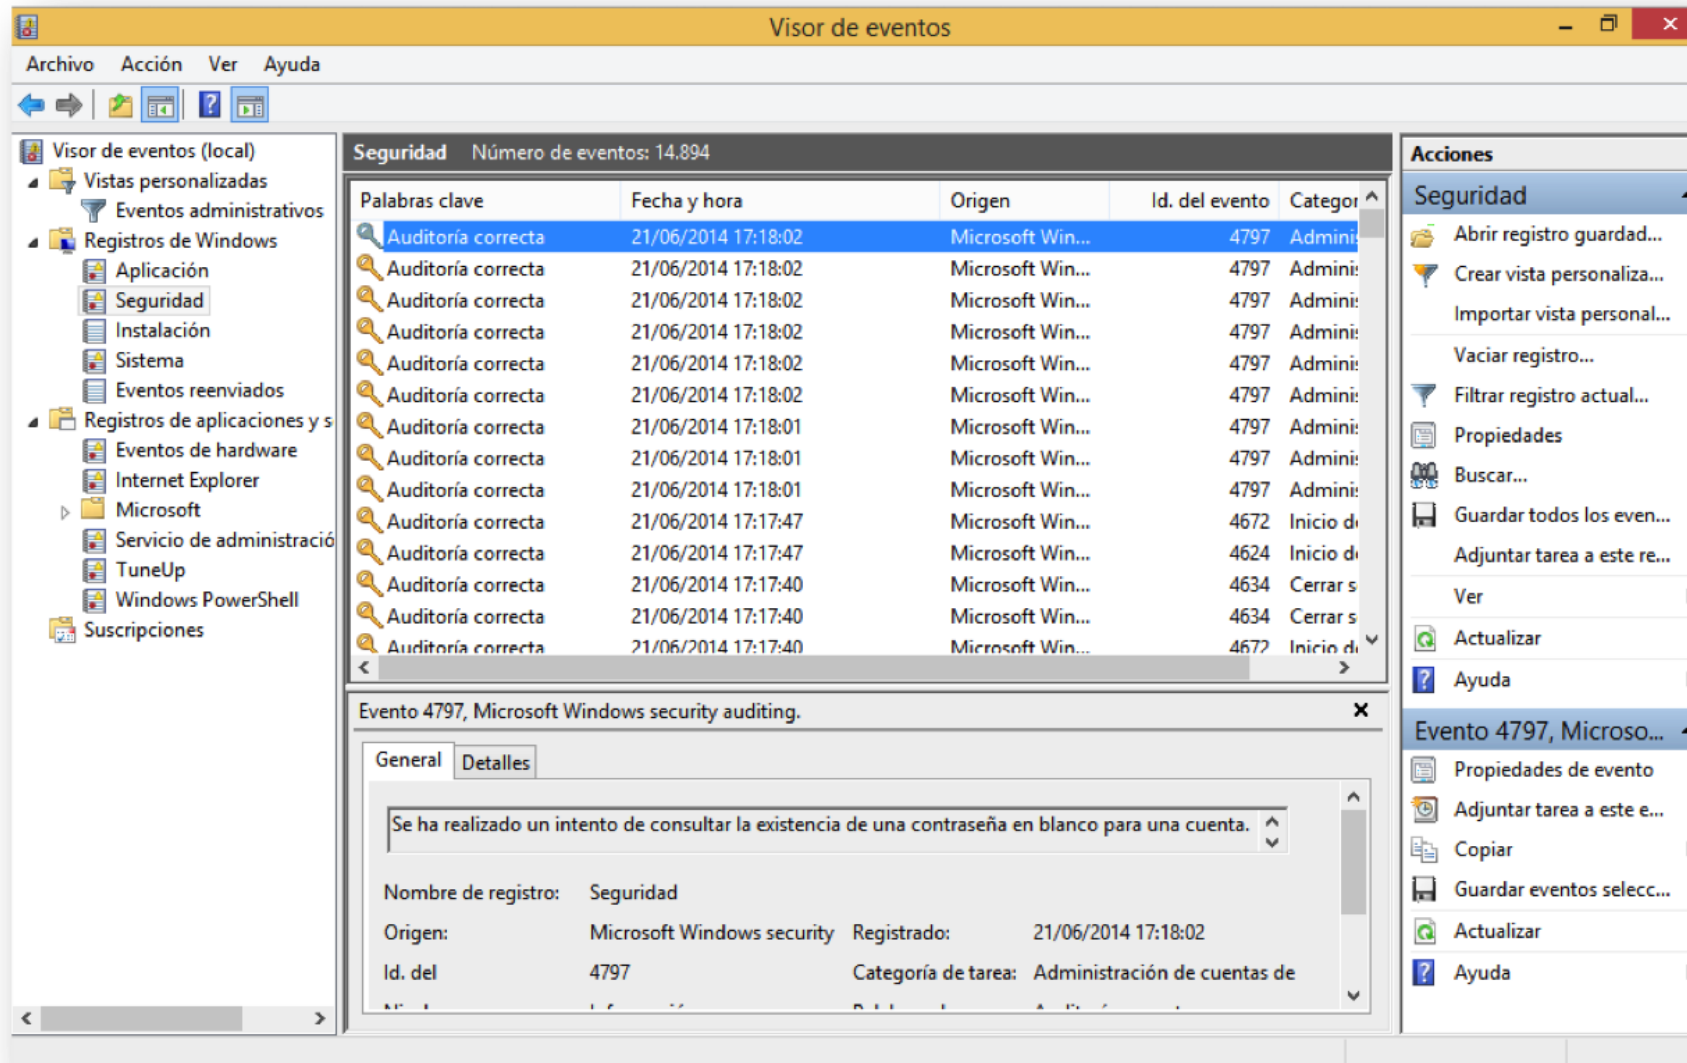 Visor de eventos
Archivo Acción Ver Ayuda
Visor de eventos (local)
Vistas personalizadas
Eventos administrativos
Registros de Windows
Aplicación
Seguridad
Instalación
Sistema
Eventos reenviados
Registros de aplicaciones y s
Eventos de hardware
Internet Explorer
Microsoft
Servicio de administració
TuneUp
Windows PowerShell
Suscripciones
Seguridad Número de eventos: 14.894
Palabras clave Fecha y hora Origen Id. del evento Categor
Auditoría correcta 21/06/2014 17:18:02 Microsoft Win... 4797 Adminis
Auditoría correcta 21/06/2014 17:18:02 Microsoft Win... 4797 Adminis
Auditoría correcta 21/06/2014 17:18:02 Microsoft Win... 4797 Adminis
Auditoría correcta 21/06/2014 17:18:02 Microsoft Win... 4797 Adminis
Auditoría correcta 21/06/2014 17:18:02 Microsoft Win... 4797 Adminis
Auditoría correcta 21/06/2014 17:18:02 Microsoft Win... 4797 Adminis
Auditoría correcta 21/06/2014 17:18:01 Microsoft Win... 4797 Adminis
Auditoría correcta 21/06/2014 17:18:01 Microsoft Win... 4797 Adminis
Auditoría correcta 21/06/2014 17:18:01 Microsoft Win... 4797 Adminis
Auditoría correcta 21/06/2014 17:17:47 Microsoft Win... 4672 Inicio de
Auditoría correcta 21/06/2014 17:17:47 Microsoft Win... 4624 Inicio de
Auditoría correcta 21/06/2014 17:17:40 Microsoft Win... 4634 Cerrar s
Auditoría correcta 21/06/2014 17:17:40 Microsoft Win... 4634 Cerrar s
Auditoría correcta 21/06/2014 17:17:40 Microsoft Win... 4672 Inicio de
Evento 4797, Microsoft Windows security auditing.
General Detalles
Se ha realizado un intento de consultar la existencia de una contraseña en blanco para una cuenta.
Nombre de registro: Seguridad
Origen: Microsoft Windows security Registrado: 21/06/2014 17:18:02
Id. del 4797 Categoría de tarea: Administración de cuentas de
Acciones
Seguridad
Abrir registro guardad...
Crear vista personaliza...
Importar vista personal...
Vaciar registro...
Filtrar registro actual...
Propiedades
Buscar...
Guardar todos los even...
Adjuntar tarea a este re...
Ver
Actualizar
Ayuda
Evento 4797, Microso...
Propiedades de evento
Adjuntar tarea a este e...
Copiar
Guardar eventos selecc...
Actualizar
Ayuda